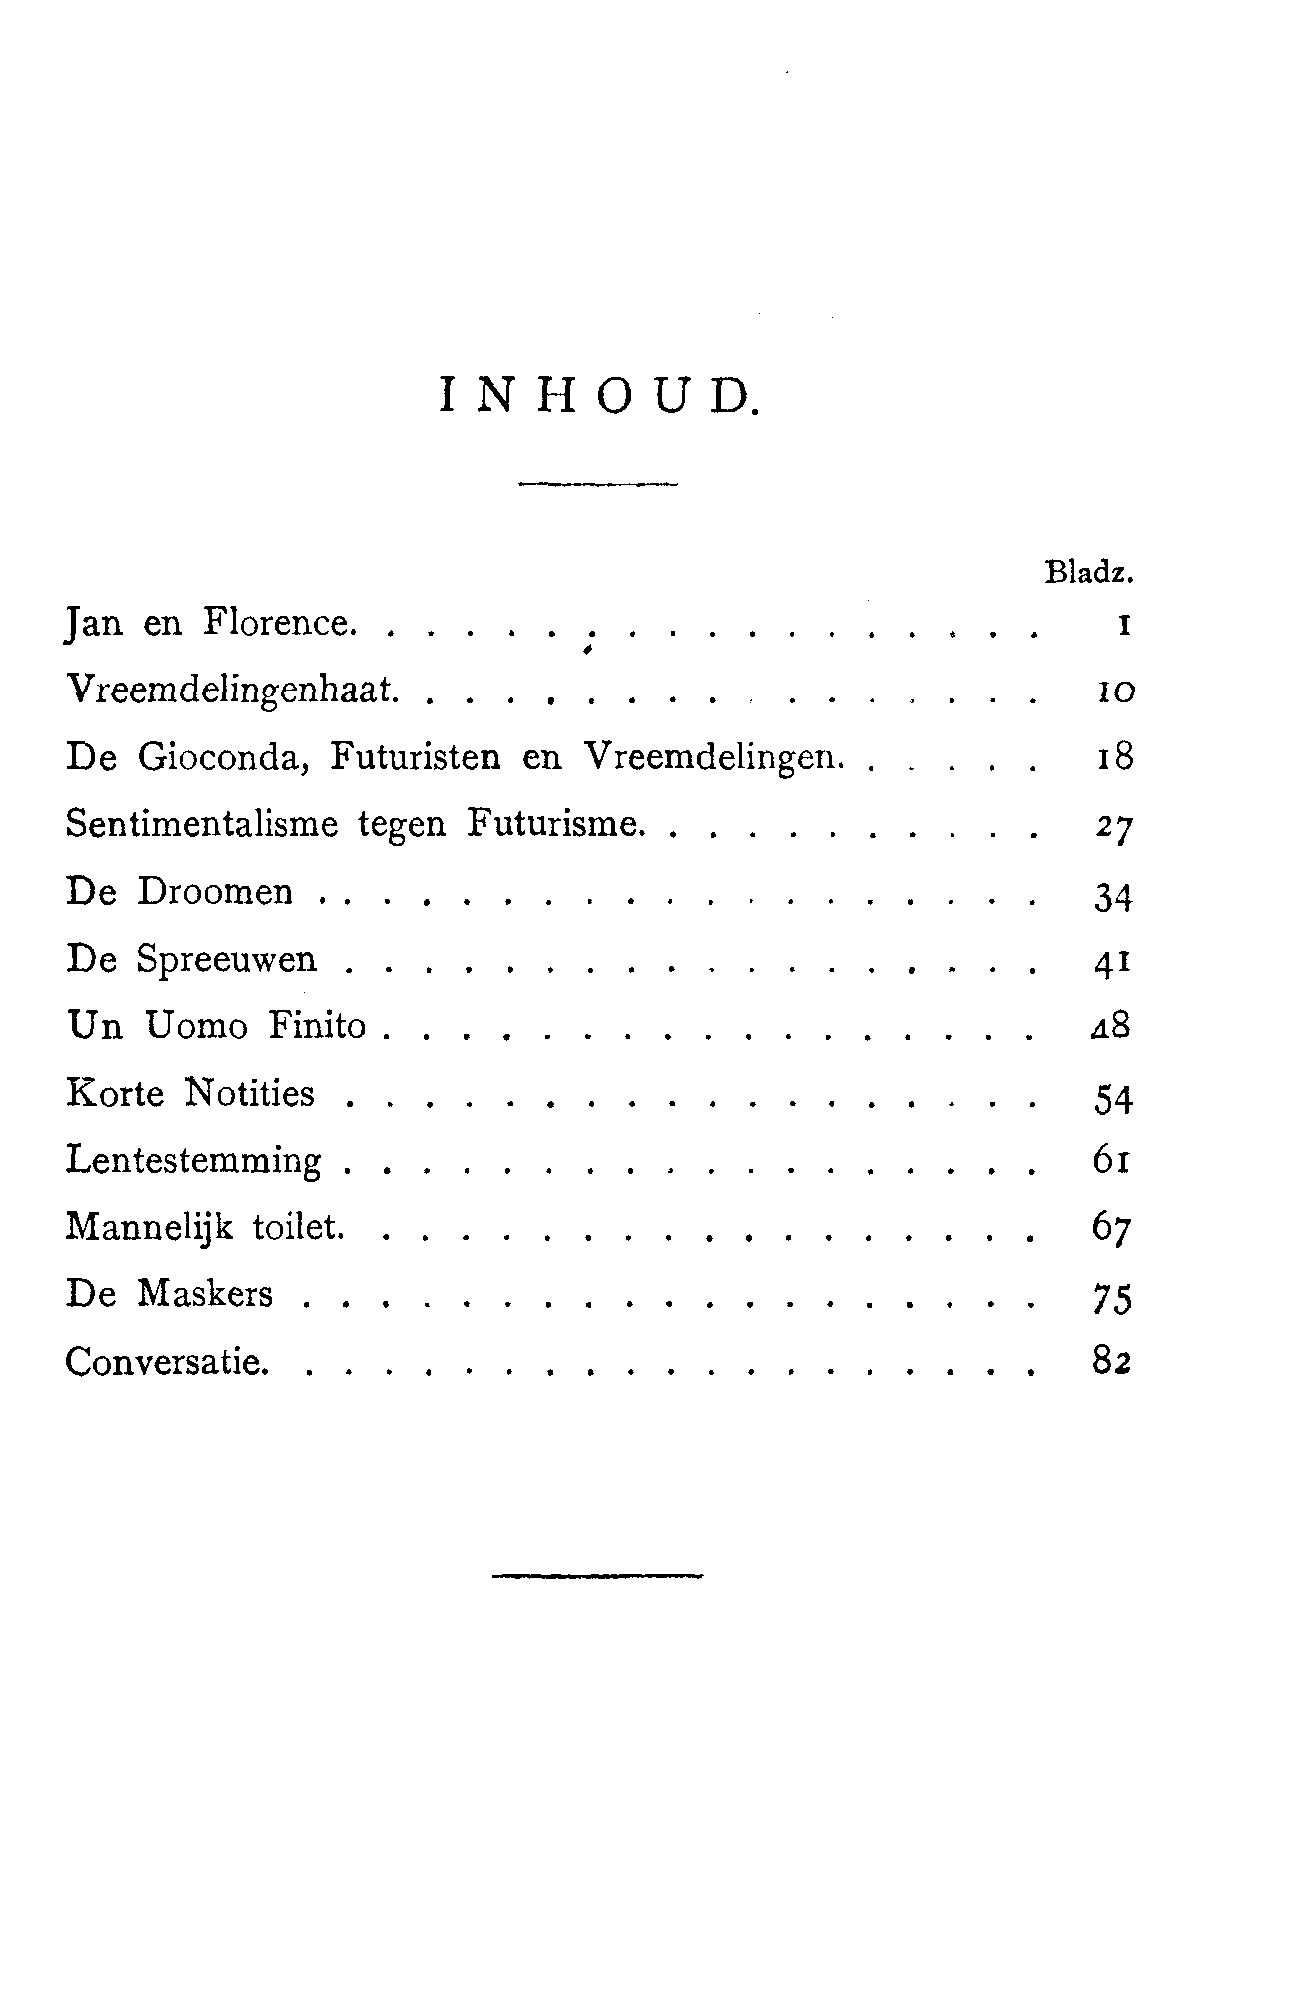 INHOUD.
Bladz.
Jan en Florence. . . . . . . . . . . . . . . . . . 1
Vreemdelingenhaat. . . . . . . . . . . . . . . . . 10
De Gioconda, Futuristen en Vreemdelingen. . . . . . 18
Sentimentalisme tegen Futurisme. . . . . . . . . . . 27
De Droomen . . . . . . . . . . . . . . . . . . . 34
De Spreeuwen . . . . . . . . . . . . . . . . . . 41
Un Uomo Finito . . . . . . . . . . . . . . . . . 48
Korte Notities . . . . . . . . . . . . . . . . . . 54
Lentestemming . . . . . . . . . . . . . . . . . . 61
Mannelijk toilet. . . . . . . . . . . . . . . . . . 67
De Maskers . . . . . . . . . . . . . . . . . . . 75
Conversatie. . . . . . . . . . . . . . . . . . . . 82